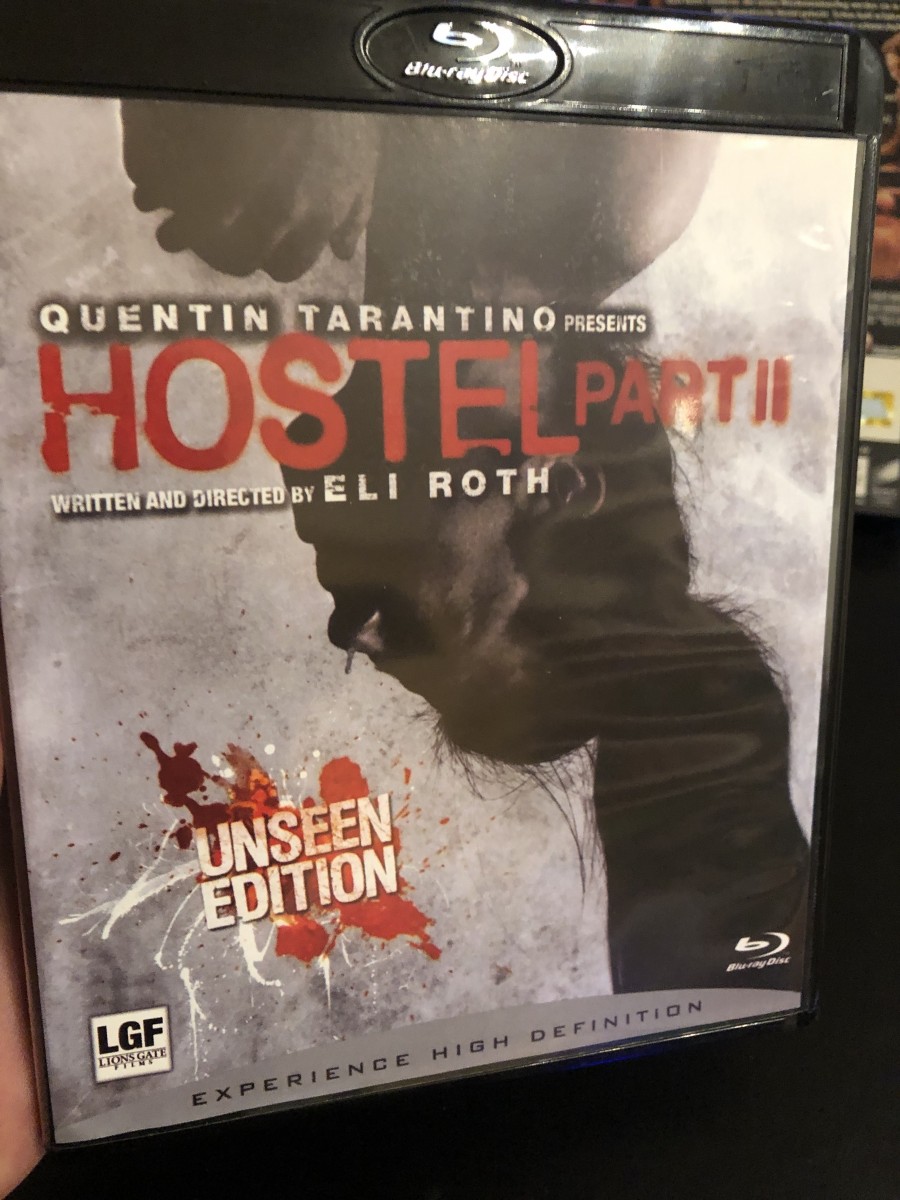 Blu-ray Disc
QUENTIN TARANTINO PRESENTS
HOSTEL PART II
WRITTEN AND DIRECTED BY ELI ROTH
UNSEEN
EDITION
Blu-ray Disc
LGF
LIONS GATE
FILMS
EXPERIENCE HIGH DEFINITION